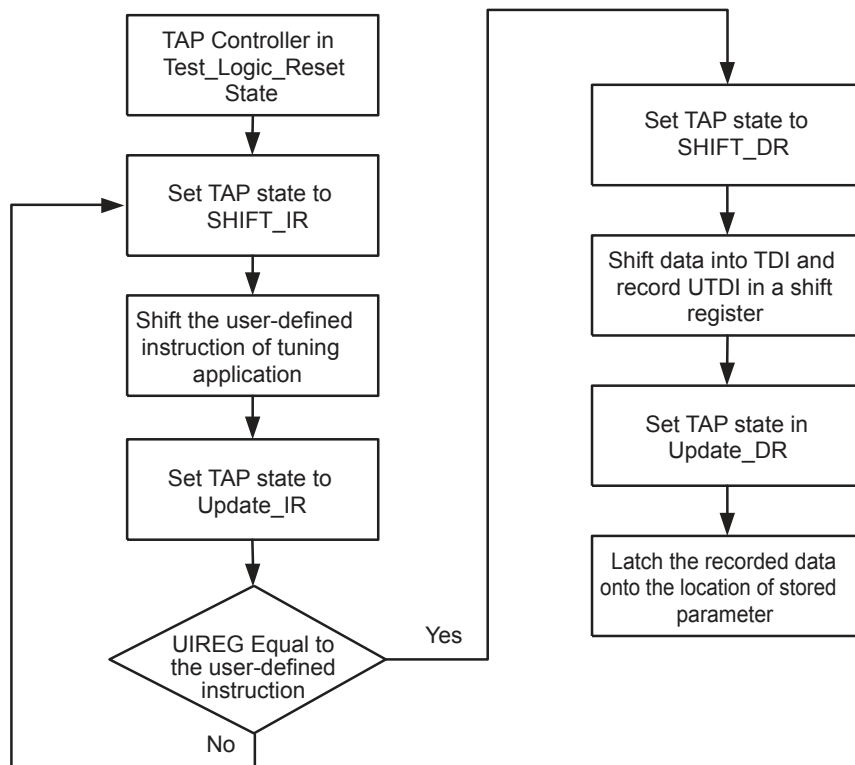 TAP Controller in
Test_Logic_Reset
State
Set TAP state to
SHIFT_IR
Shift the user-defined
instruction of tuning
application
Set TAP state to
Update_IR
UIREG Equal to
the user-defined
instruction
Yes
No
Set TAP state to
SHIFT_DR
Shift data into TDI and
record UTDI in a shift
register
Set TAP state in
Update_DR
Latch the recorded data
onto the location of stored
parameter